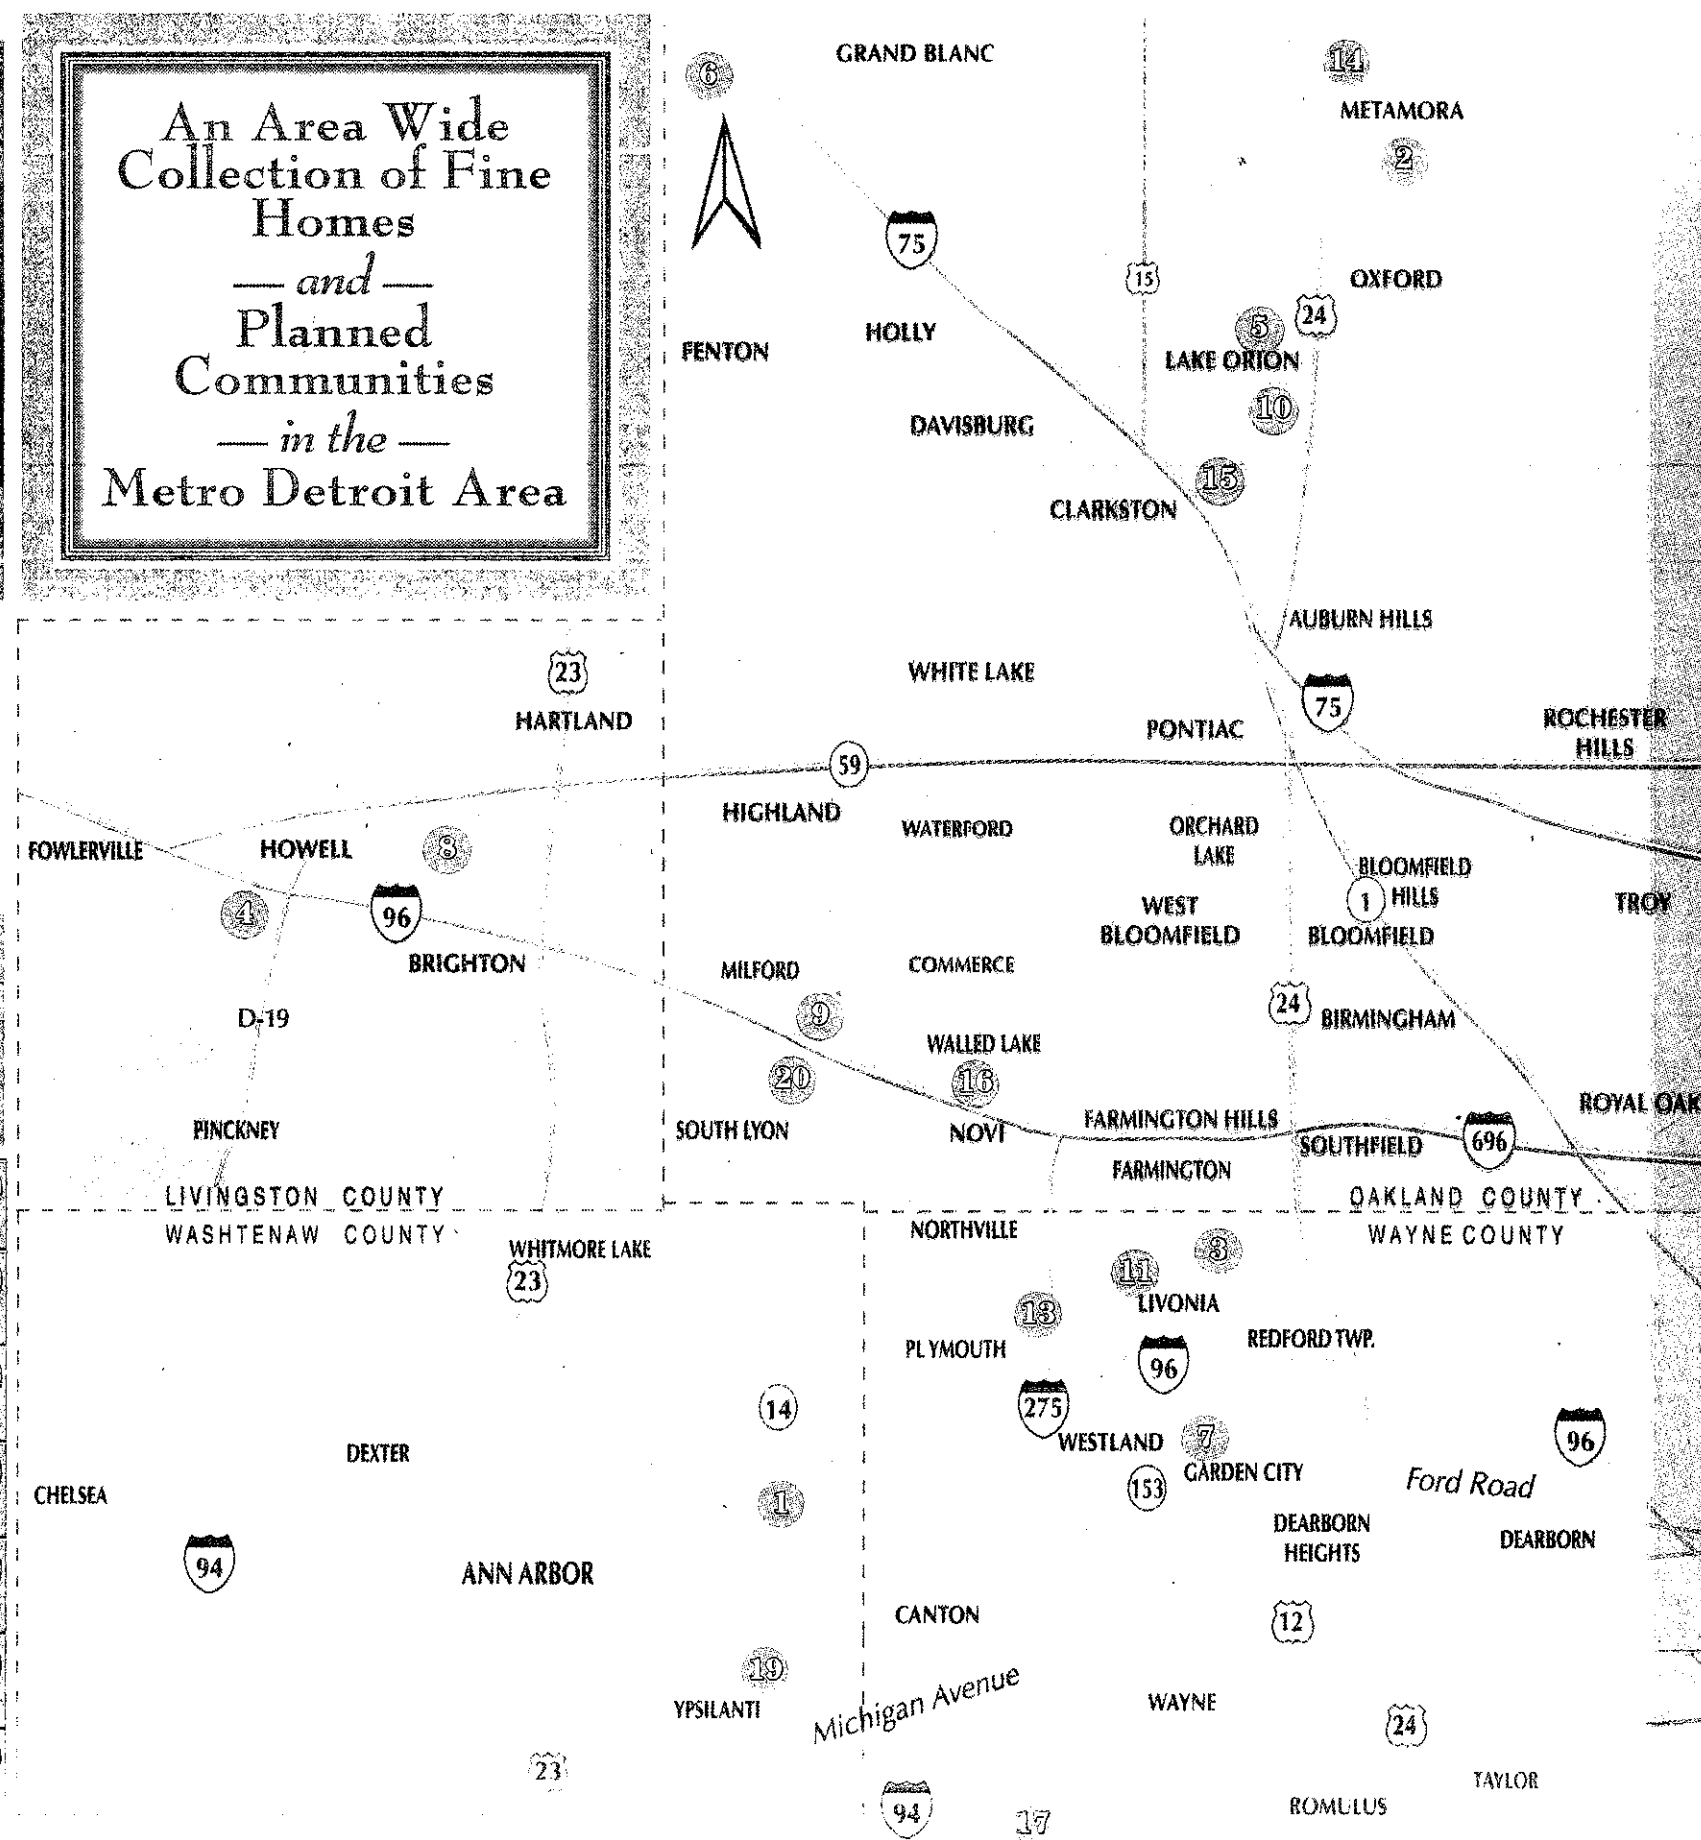 An Area Wide
Collection of Fine
Homes
— and —
Planned
Communities
— in the —
Metro Detroit Area
GRAND BLANC
6
14
METAMORA
2
75
15
OXFORD
5
24
HOLLY
FENTON
LAKE ORION
10
DAVISBURG
15
CLARKSTON
AUBURN HILLS
23
WHITE LAKE
75
HARTLAND
PONTIAC
ROCHESTER
HILLS
59
HIGHLAND
WATERFORD
ORCHARD
LAKE
FOWLERVILLE
HOWELL
8
BLOOMFIELD
HILLS
1
4
96
WEST
BLOOMFIELD
TROY
BLOOMFIELD
BRIGHTON
MILFORD
COMMERCE
24
D-19
9
BIRMINGHAM
WALLED LAKE
20
16
ROYAL OAK
PINCKNEY
SOUTH LYON
NOVI
FARMINGTON HILLS
SOUTHFIELD
696
FARMINGTON
LIVINGSTON COUNTY
OAKLAND COUNTY
WASHTENAW COUNTY
NORTHVILLE
WAYNE COUNTY
WHITMORE LAKE
23
3
11
LIVONIA
13
PLYMOUTH
REDFORD TWP.
96
14
275
WESTLAND
7
96
DEXTER
GARDEN CITY
Ford Road
CHELSEA
1
153
DEARBORN
HEIGHTS
DEARBORN
94
ANN ARBOR
CANTON
12
19
YPSILANTI
Michigan Avenue
WAYNE
24
23
TAYLOR
94
17
ROMULUS